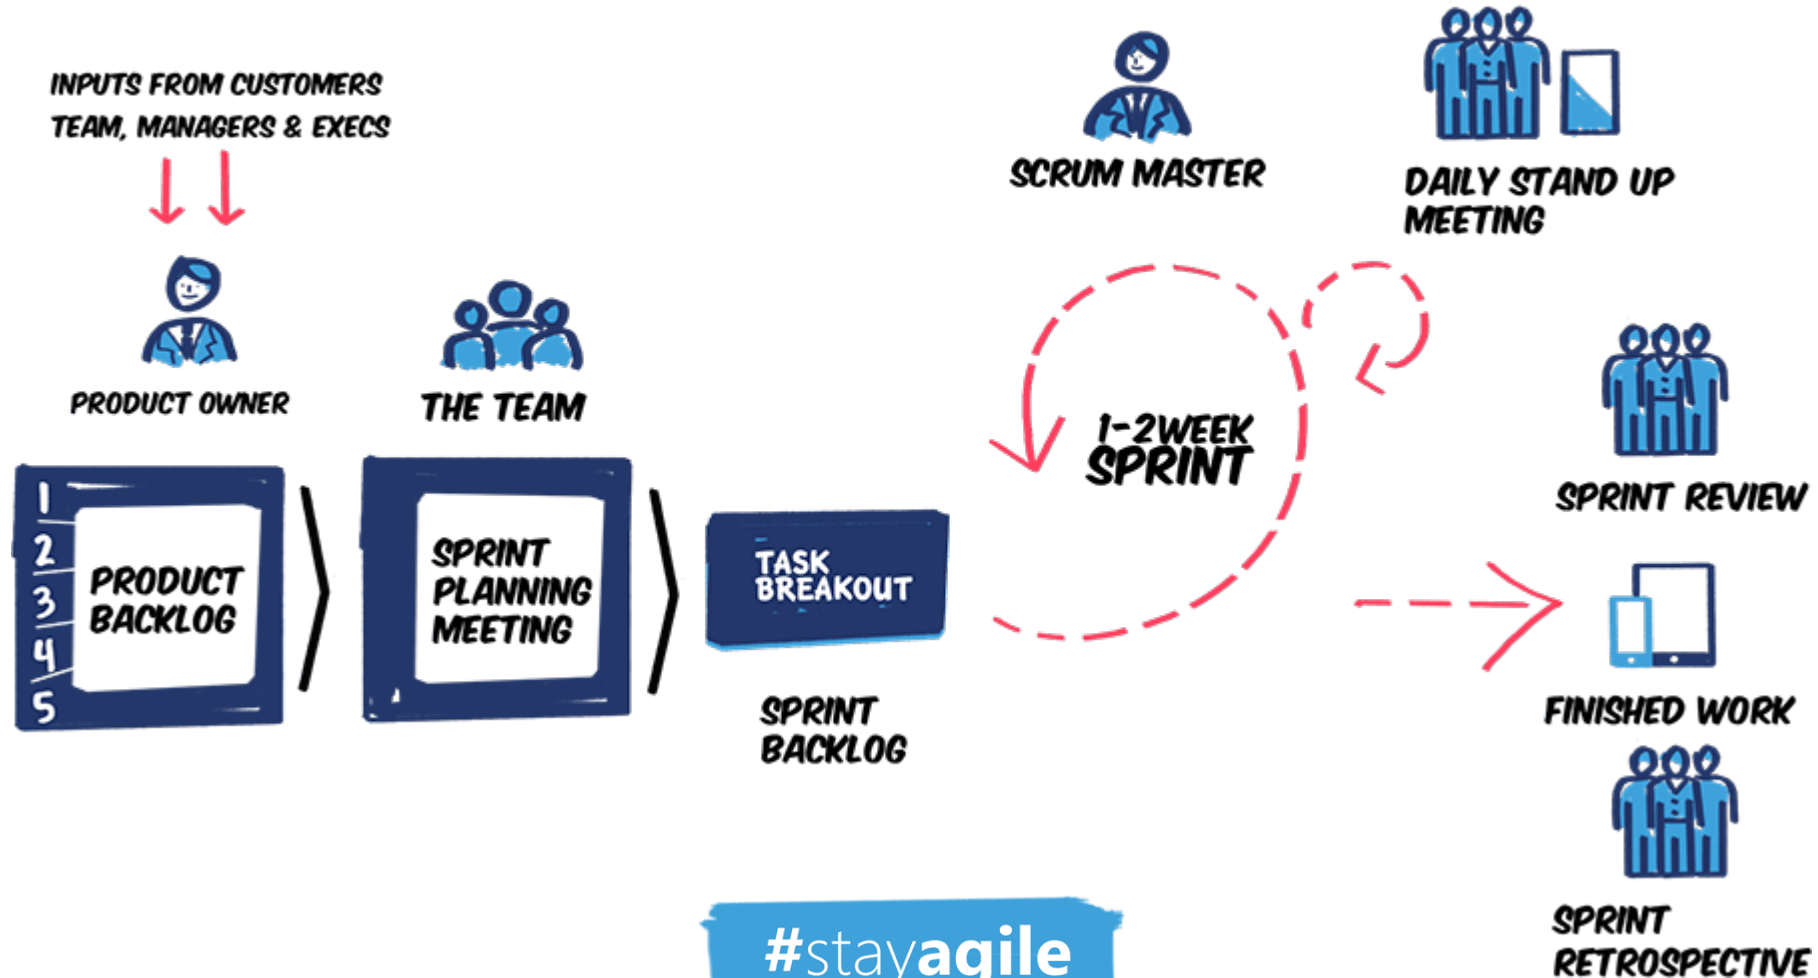 INPUTS FROM CUSTOMERS
TEAM, MANAGERS & EXECS
PRODUCT OWNER
THE TEAM
1
2
3
4
5
PRODUCT
BACKLOG
SPRINT
PLANNING
MEETING
TASK
BREAKOUT
SPRINT
BACKLOG
SCRUM MASTER
DAILY STAND UP
MEETING
1-2 WEEK
SPRINT
SPRINT REVIEW
FINISHED WORK
SPRINT
RETROSPECTIVE
#stayagile